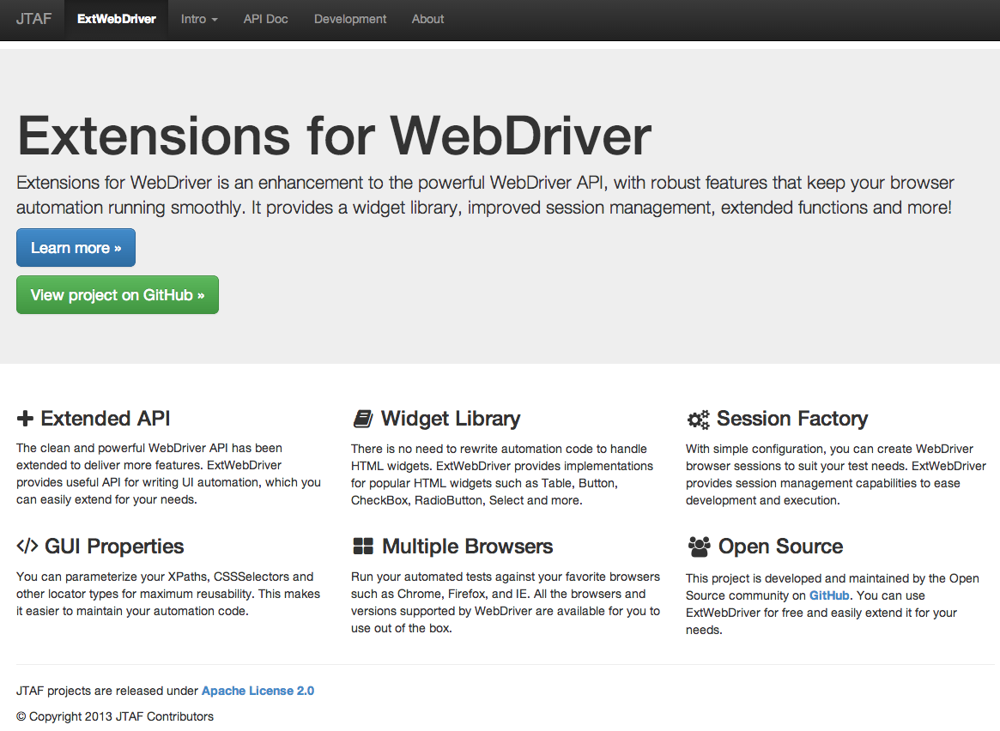 JTAF ExtWebDriver Intro API Doc Development About
Extensions for WebDriver
Extensions for WebDriver is an enhancement to the powerful WebDriver API, with robust features that keep your browser
automation running smoothly. It provides a widget library, improved session management, extended functions and more!
Learn more »
View project on GitHub »
Extended API
The clean and powerful WebDriver API has been
extended to deliver more features. ExtWebDriver
provides useful API for writing UI automation, which you
can easily extend for your needs.
Widget Library
There is no need to rewrite automation code to handle
HTML widgets. ExtWebDriver provides implementations
for popular HTML widgets such as Table, Button,
CheckBox, RadioButton, Select and more.
Session Factory
With simple configuration, you can create WebDriver
browser sessions to suit your test needs. ExtWebDriver
provides session management capabilities to ease
development and execution.
GUI Properties
You can parameterize your XPaths, CSSSelectors and
other locator types for maximum reusability. This makes
it easier to maintain your automation code.
Multiple Browsers
Run your automated tests against your favorite browsers
such as Chrome, Firefox, and IE. All the browsers and
versions supported by WebDriver are available for you to
use out of the box.
Open Source
This project is developed and maintained by the Open
Source community on GitHub. You can use
ExtWebDriver for free and easily extend it for your
needs.
JTAF projects are released under Apache License 2.0
© Copyright 2013 JTAF Contributors